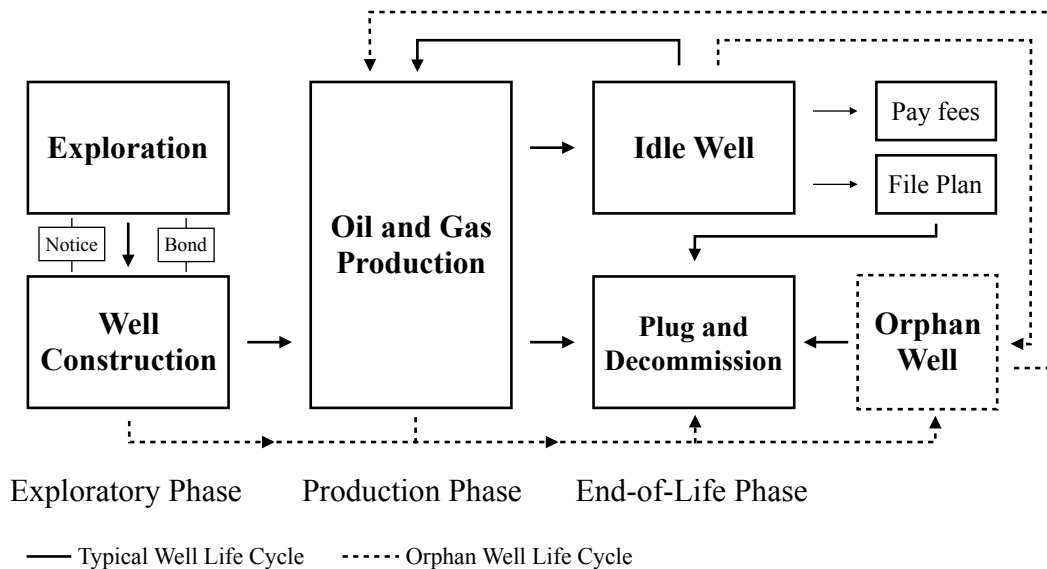 Exploration
Notice
Bond
Well
Construction
Oil and Gas
Production
Idle Well
Pay fees
File Plan
Plug and
Decommission
Orphan
Well
Exploratory Phase
Production Phase
End-of-Life Phase
Typical Well Life Cycle
Orphan Well Life Cycle